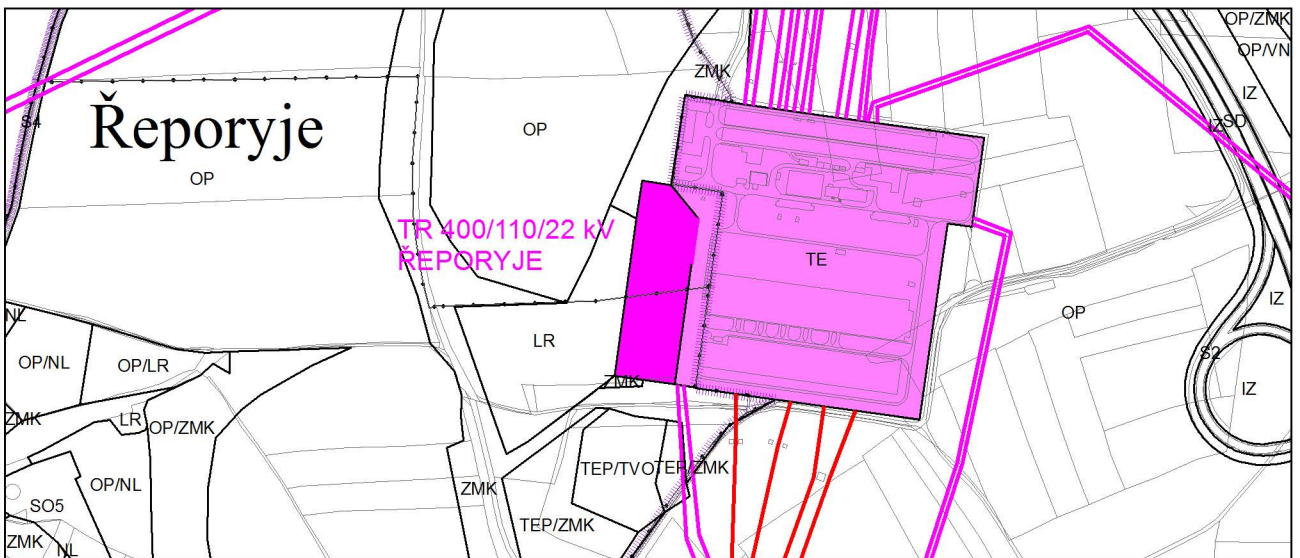 OP/ZMK
OP/VN
ZMK
IZ
S4
Řeporyje
OP
IZ
SD
OP
TR 400/110/22 kV
ŘEPORYJE
TE
NL
OP
IZ
LR
OP/NL
OP/LR
S2
ZMK
IZ
ZMK
LR
OP/ZMK
TEP/TVO
TEP/ZMK
OP/NL
ZMK
SO5
TEP/ZMK
ZMK
NL